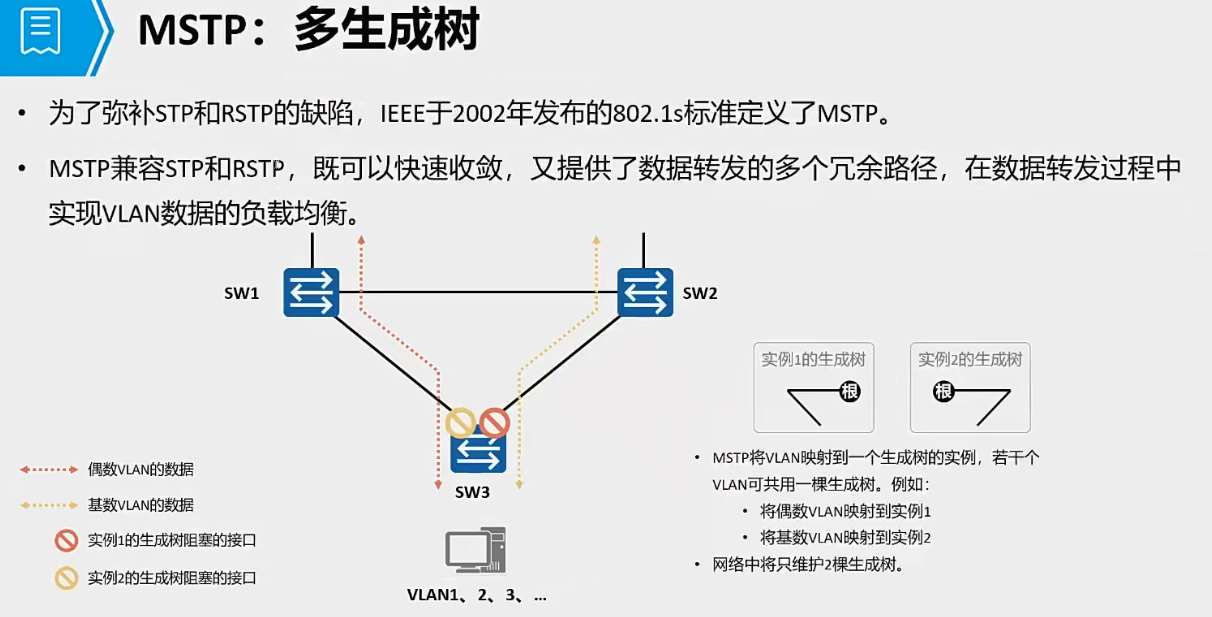 MSTP：多生成树
• 为了弥补STP和RSTP的缺陷，IEEE于2002年发布的802.1s标准定义了MSTP。
• MSTP兼容STP和RSTP，既可以快速收敛，又提供了数据转发的多个冗余路径，在数据转发过程中
实现VLAN数据的负载均衡。
SW1
SW2
SW3
VLAN1、2、3、...
偶数VLAN的数据
基数VLAN的数据
实例1的生成树阻塞的接口
实例2的生成树阻塞的接口
实例1的生成树
根
实例2的生成树
根
• MSTP将VLAN映射到一个生成树的实例，若干个
VLAN可共用一棵生成树。例如：
• 将偶数VLAN映射到实例1
• 将基数VLAN映射到实例2
• 网络中将只维护2棵生成树。